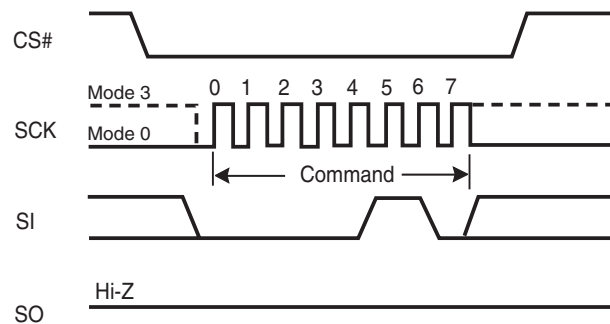 CS#
Mode 3
0 1 2 3 4 5 6 7
SCK
Mode 0
Command
SI
Hi-Z
SO